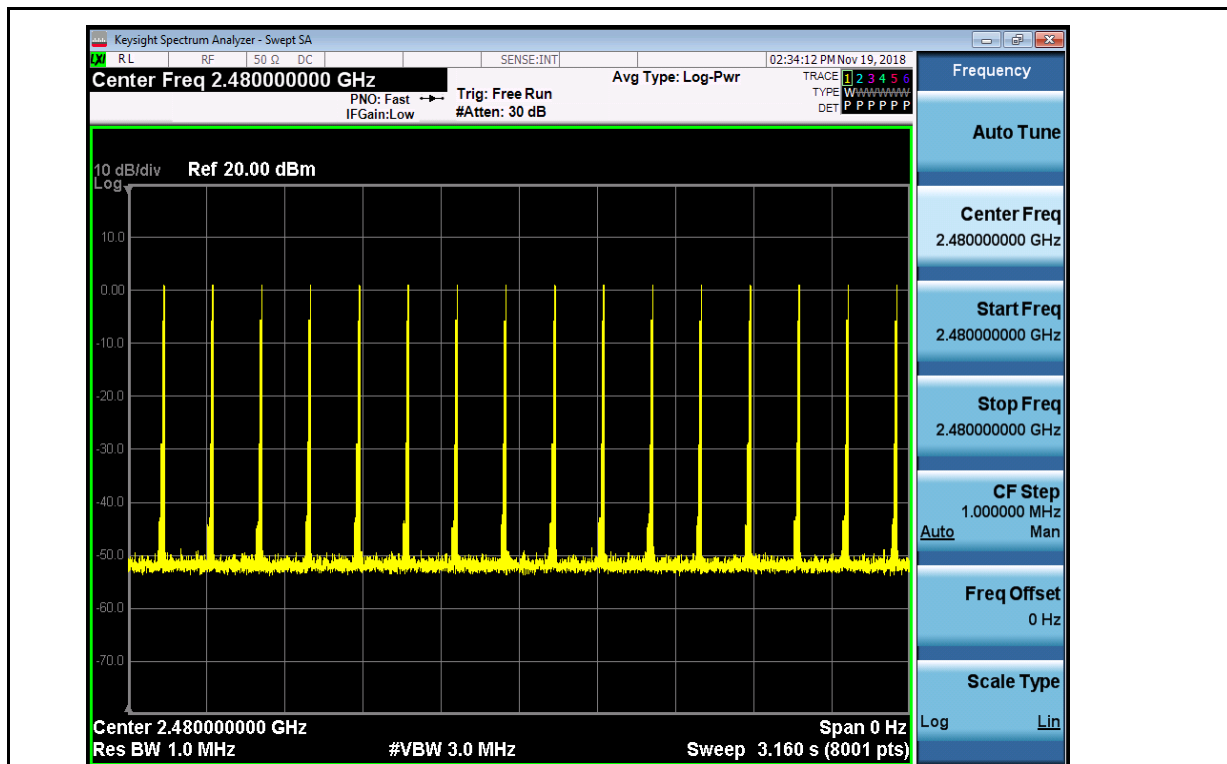 Keysight Spectrum Analyzer - Swept SA
LXI RL RF 50 Ω DC SENSE:INT 02:34:12 PM Nov 19, 2018
Center Freq 2.480000000 GHz
PNO: Fast
IFGain:Low
Trig: Free Run
#Atten: 30 dB
Avg Type: Log-Pwr
TRACE 1 2 3 4 5 6
TYPE WWWWWW
DET P P P P P P
10 dB/div Ref 20.00 dBm
Log
10.0
0.00
-10.0
-20.0
-30.0
-40.0
-50.0
-60.0
-70.0
Center 2.480000000 GHz Span 0 Hz
Res BW 1.0 MHz #VBW 3.0 MHz Sweep 3.160 s (8001 pts)
Frequency
Auto Tune
Center Freq
2.480000000 GHz
Start Freq
2.480000000 GHz
Stop Freq
2.480000000 GHz
CF Step
1.000000 MHz
Auto Man
Freq Offset
0 Hz
Scale Type
Log Lin